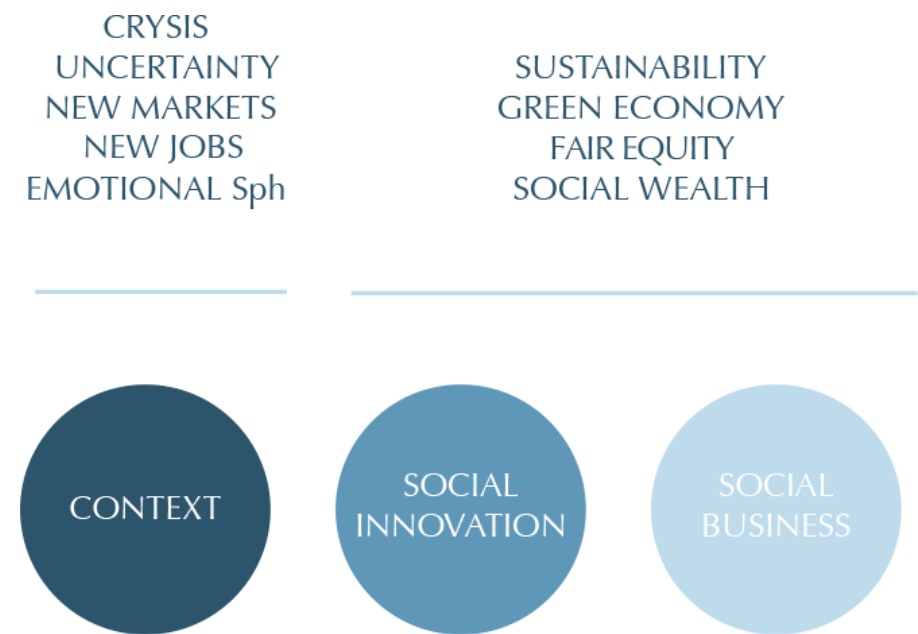 CRYSIS
UNCERTAINTY
NEW MARKETS
NEW JOBS
EMOTIONAL Sph
SUSTAINABILITY
GREEN ECONOMY
FAIR EQUITY
SOCIAL WEALTH
CONTEXT
SOCIAL
INNOVATION
SOCIAL
BUSINESS